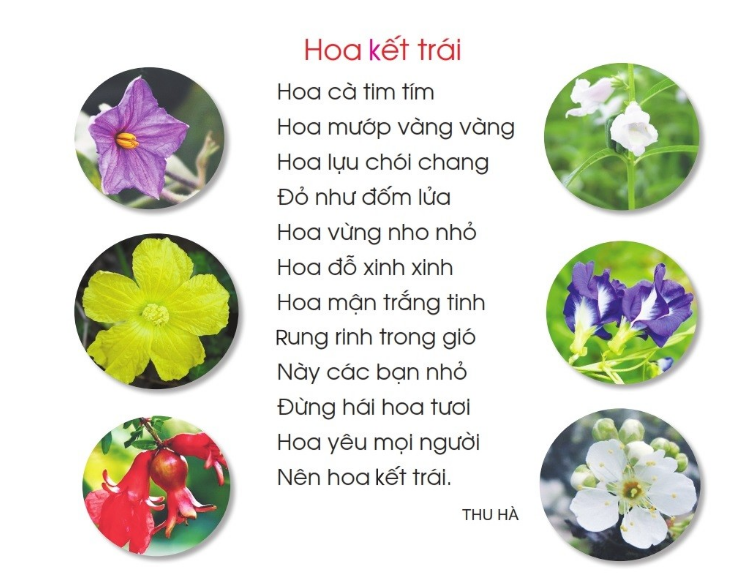 Hoa kết trái
Hoa cà tim tím
Hoa mướp vàng vàng
Hoa lựu chói chang
Đỏ như đốm lửa
Hoa vừng nho nhỏ
Hoa đỗ xinh xinh
Hoa mận trắng tinh
Rung rinh trong gió
Này các bạn nhỏ
Đừng hái hoa tươi
Hoa yêu mọi người
Nên hoa kết trái.
THU HÀ